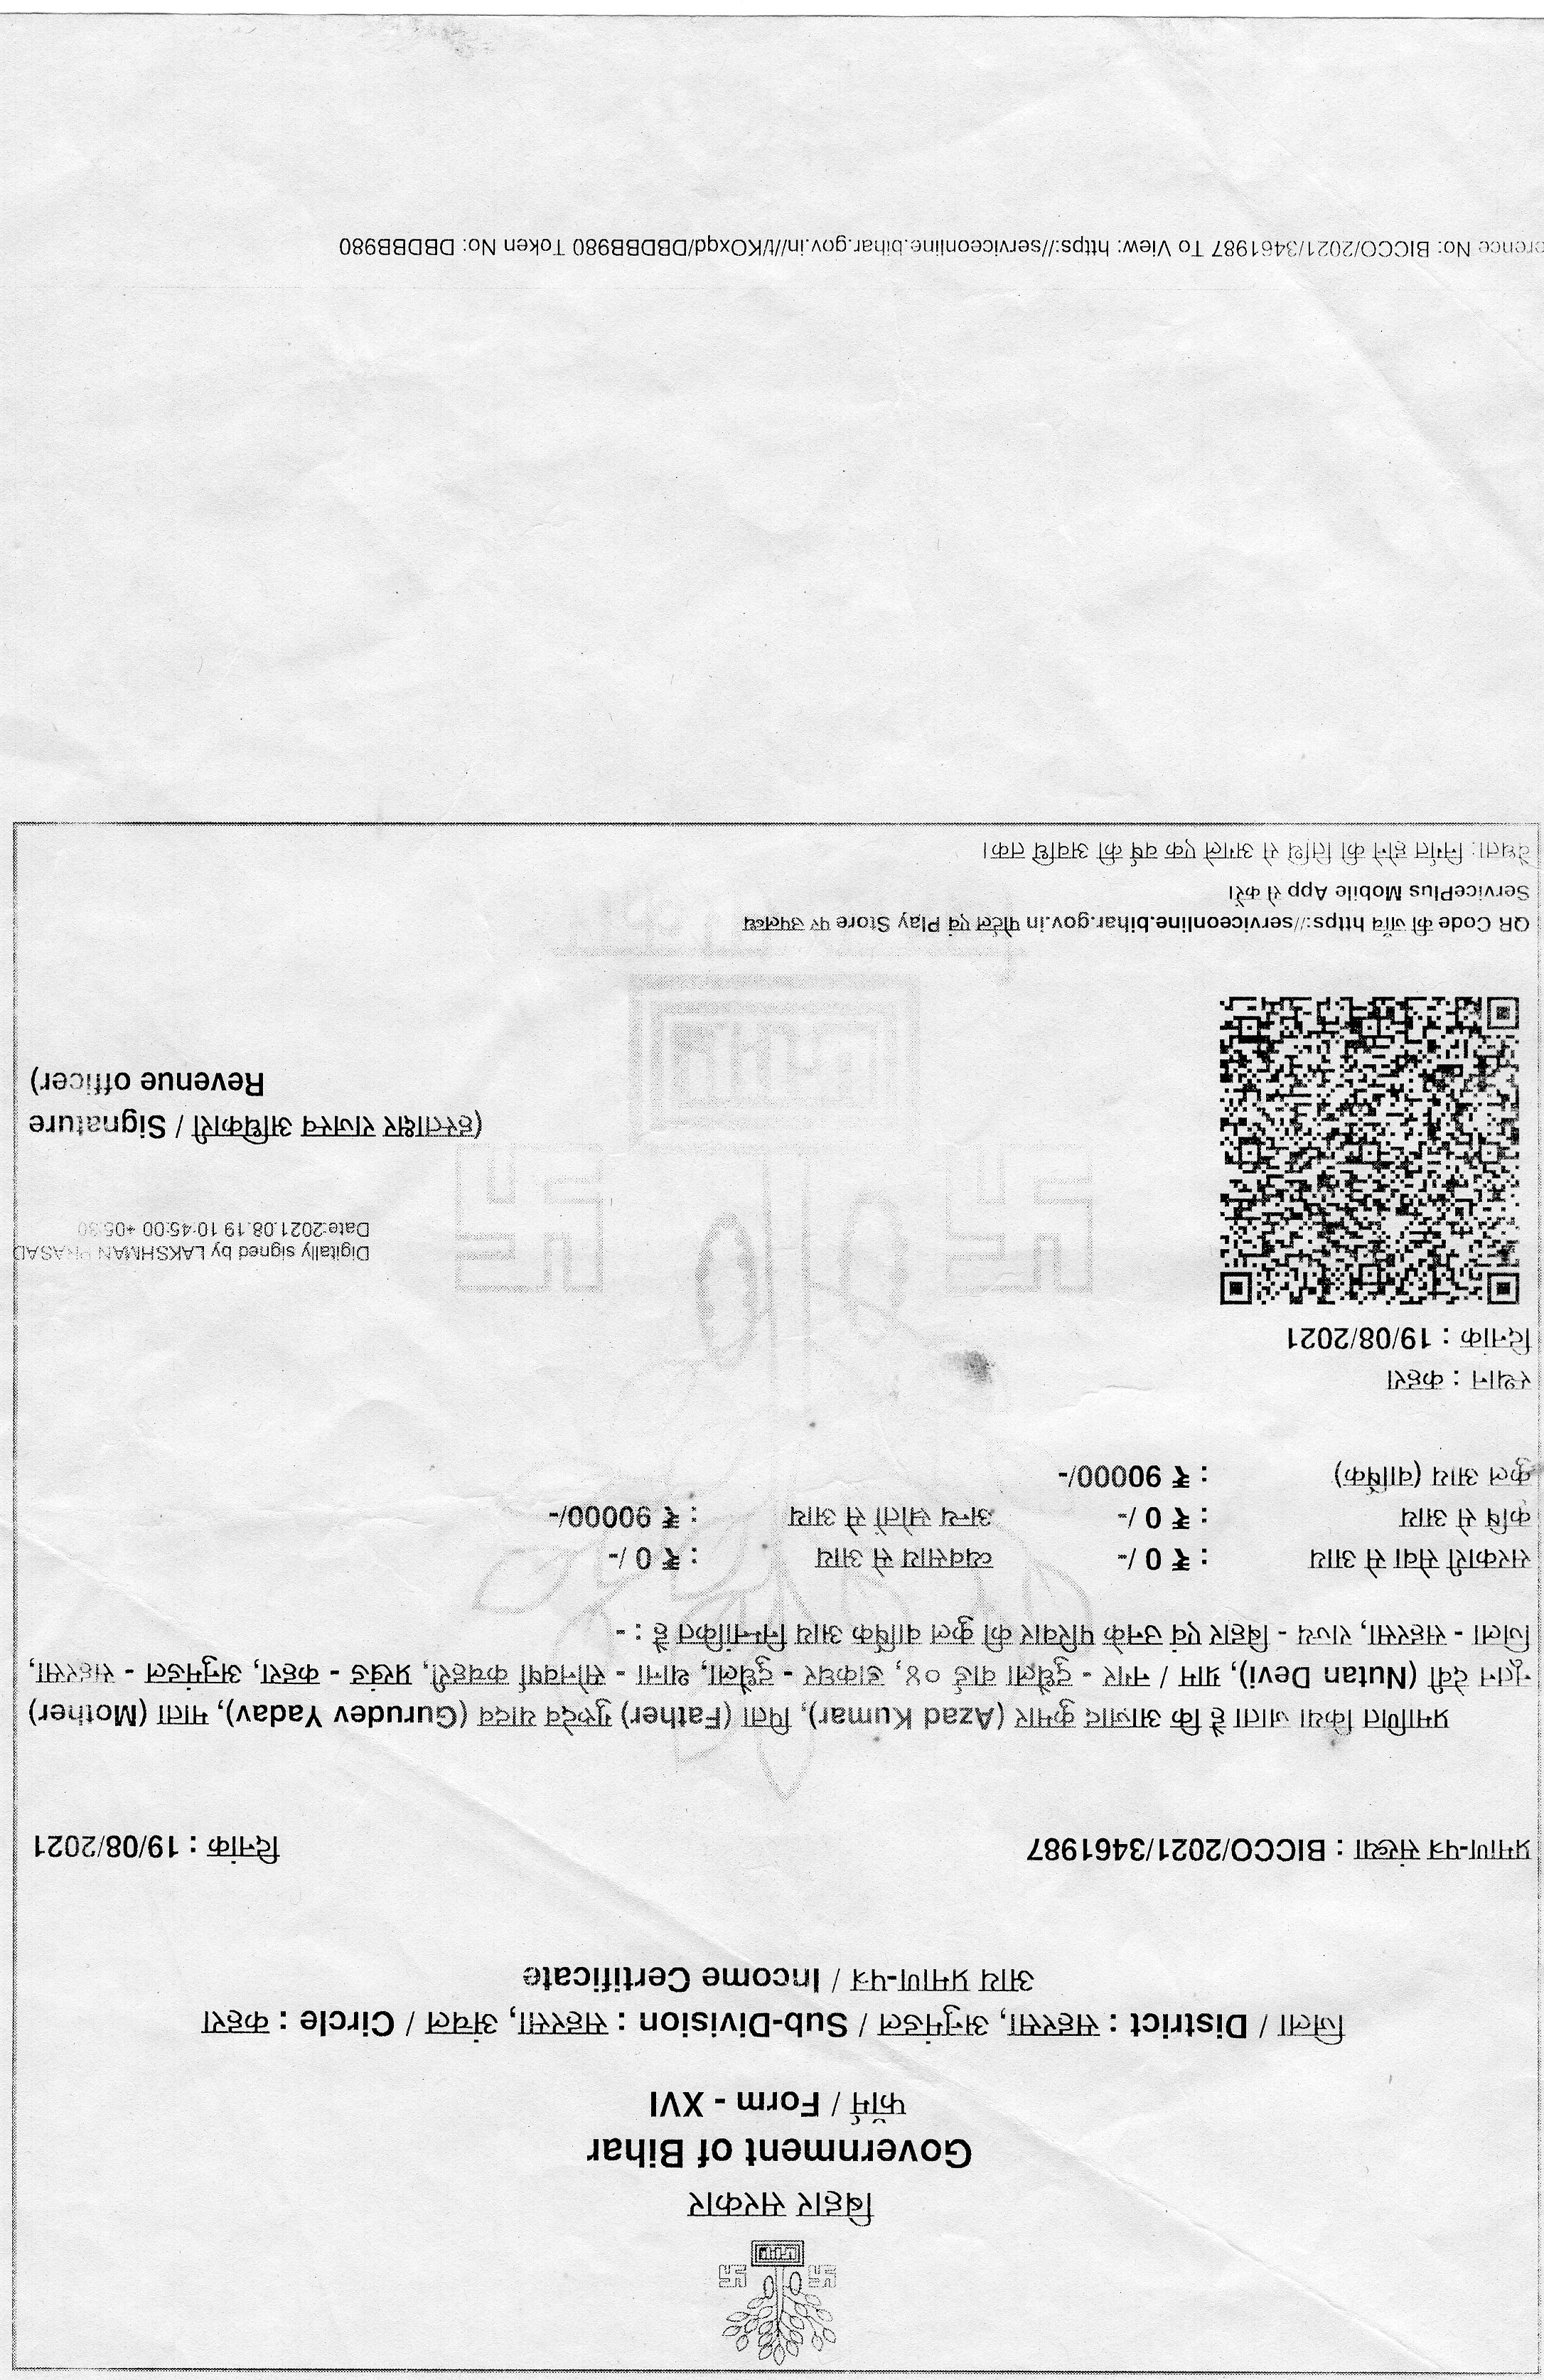 बिहार सरकार
Government of Bihar
फॉर्म / Form - XVI
जिला / District : सहरसा, अनुमंडल / Sub-Division : सहरसा, अंचल / Circle : कहरा
आय प्रमाण-पत्र / Income Certificate
प्रमाण-पत्र संख्या : BICCO/2021/3461987 दिनांक : 19/08/2021
प्रमाणित किया जाता है कि आज़ाद कुमार (Azad Kumar), पिता (Father) गुरुदेव यादव (Gurudev Yadav), माता (Mother)
नूतन देवी (Nutan Devi), ग्राम / नगर - दुधैला वार्ड ०४, डाकघर - दुधैला, थाना - सोनवर्षा कचहरी, प्रखंड - कहरा, अनुमंडल - सहरसा,
जिला - सहरसा, राज्य - बिहार एवं उनके परिवार की कुल वार्षिक आय निम्नांकित है : -
सरकारी सेवा से आय : ₹ 0 /- व्यवसाय से आय : ₹ 0 /-
कृषि से आय : ₹ 0 /- अन्य स्रोतों से आय : ₹ 90000/-
कुल आय (वार्षिक) : ₹ 90000/-
स्थान : कहरा
दिनांक : 19/08/2021
Digitally signed by LAKSHMAN PRASAD
Date:2021.08.19 10:45:00 +05:30
(हस्ताक्षर राजस्व अधिकारी / Signature
Revenue officer)
QR Code की जाँच https://serviceonline.bihar.gov.in पोर्टल एवं Play Store पर उपलब्ध
ServicePlus Mobile App से करें।
वैधता: निर्गत होने की तिथि से अगले एक वर्ष की अवधि तक।
erence No: BICCO/2021/3461987 To View: https://serviceonline.bihar.gov.in//t/KOxqd/DBDBB980 Token No: DBDBB980